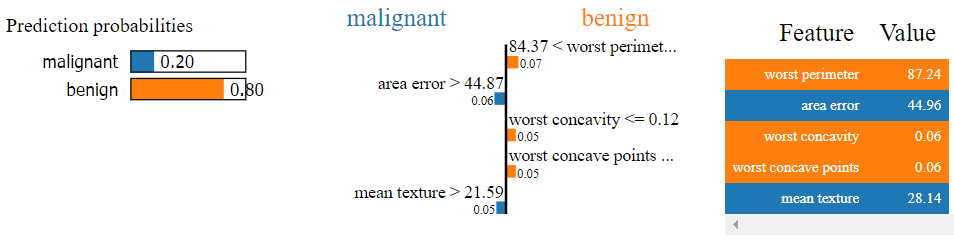 Prediction probabilities
malignant 0.20
benign 0.80
malignant benign
84.37 < worst perimet...
0.07
area error > 44.87
0.06
worst concavity <= 0.12
0.05
worst concave points ...
0.05
mean texture > 21.59
0.05
Feature Value
worst perimeter 87.24
area error 44.96
worst concavity 0.06
worst concave points 0.06
mean texture 28.14